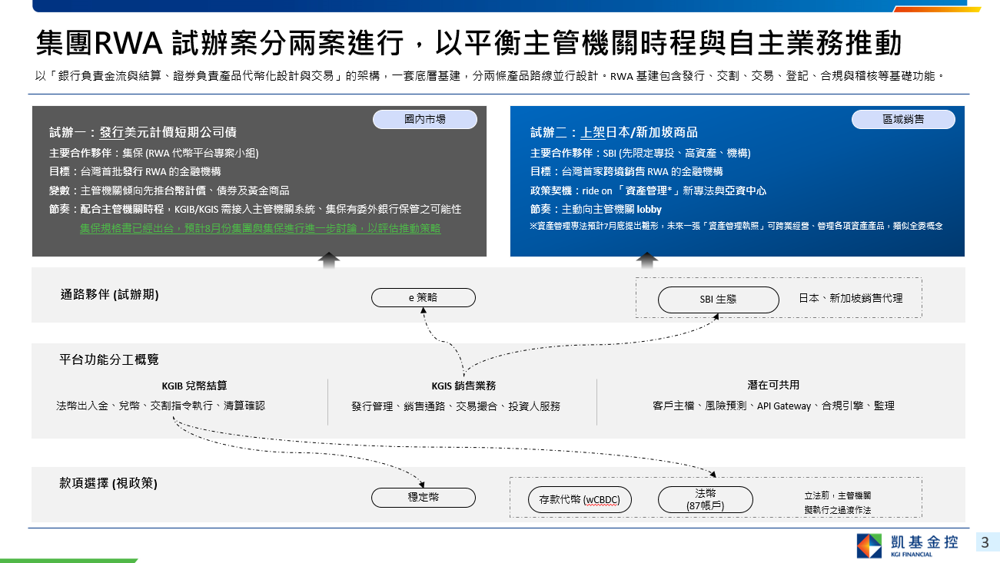 集團RWA 試辦案分兩案進行，以平衡主管機關時程與自主業務推動
以「銀行負責金流與結算、證券負責產品代幣化設計與交易」的架構，一套底層基建，分兩條產品路線並行設計。RWA 基建包含發行、交割、交易、登記、合規與稽核等基礎功能。
國內市場
試辦一：發行美元計價短期公司債
主要合作夥伴：集保 (RWA 代幣平台專案小組)
目標：台灣首批發行 RWA 的金融機構
變數：主管機關傾向先推台幣計價、債券及黃金商品
節奏：配合主管機關時程，KGIB/KGIS 需接入主管機關系統、集保有委外銀行保管之可能性
集保規格書已經出台，預計8月份集團與集保進行進一步討論，以評估推動策略
區域銷售
試辦二：上架日本/新加坡商品
主要合作夥伴：SBI (先限定專投、高資產、機構)
目標：台灣首家跨境銷售 RWA 的金融機構
政策契機：ride on 「資產管理*」新專法與亞資中心
節奏：主動向主管機關 lobby
※資產管理專法預計7月底提出雛形，未來一張「資產管理執照」可跨業經營、管理各項資產產品，類似全委概念
通路夥伴 (試辦期)
e 策略
SBI 生態
日本、新加坡銷售代理
平台功能分工概覽
KGIB 兌幣結算
法幣出入金、兌幣、交割指令執行、清算確認
KGIS 銷售業務
發行管理、銷售通路、交易撮合、投資人服務
潛在可共用
客戶主檔、風險預測、API Gateway、合規引擎、監理
款項選擇 (視政策)
穩定幣
存款代幣 (wCBDC)
法幣
(87帳戶)
立法前，主管機關
擬執行之過渡作法
凱基金控
KGI FINANCIAL
3